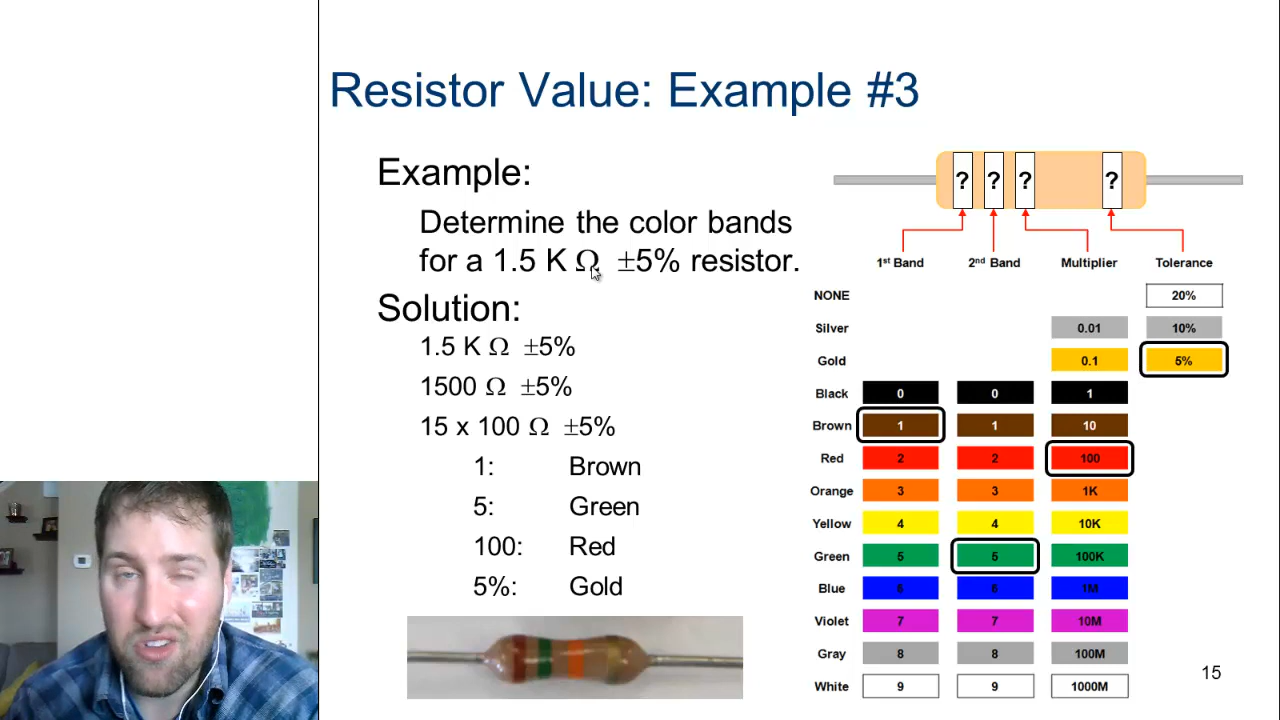 Resistor Value: Example #3
Example:
Determine the color bands
for a 1.5 K Ω ±5% resistor.
Solution:
1.5 K Ω ±5%
1500 Ω ±5%
15 x 100 Ω ±5%
1: Brown
5: Green
100: Red
5%: Gold
? ? ? ?
1st Band 2nd Band Multiplier Tolerance
NONE 20%
Silver 0.01 10%
Gold 0.1 5%
Black 0 0 1
Brown 1 1 10
Red 2 2 100
Orange 3 3 1K
Yellow 4 4 10K
Green 5 5 100K
Blue 6 6 1M
Violet 7 7 10M
Gray 8 8 100M
White 9 9 1000M
15